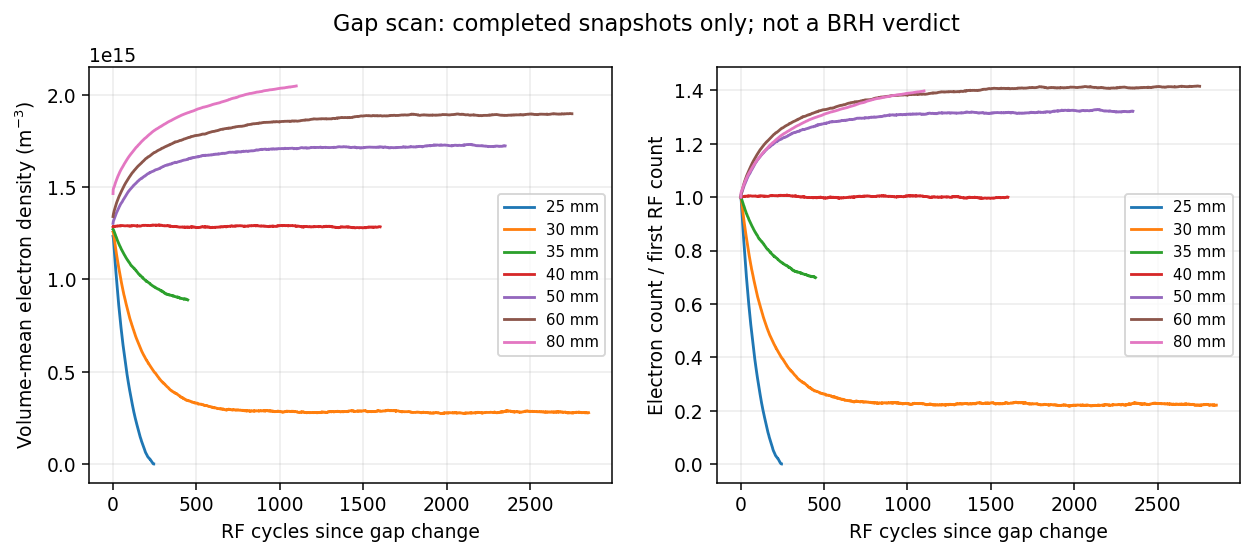 Gap scan: completed snapshots only; not a BRH verdict
1e15
Volume-mean electron density (m⁻³)
2.0
1.5
1.0
0.5
0.0
0 500 1000 1500 2000 2500
RF cycles since gap change
25 mm
30 mm
35 mm
40 mm
50 mm
60 mm
80 mm
Electron count / first RF count
1.4
1.2
1.0
0.8
0.6
0.4
0.2
0.0
0 500 1000 1500 2000 2500
RF cycles since gap change
25 mm
30 mm
35 mm
40 mm
50 mm
60 mm
80 mm